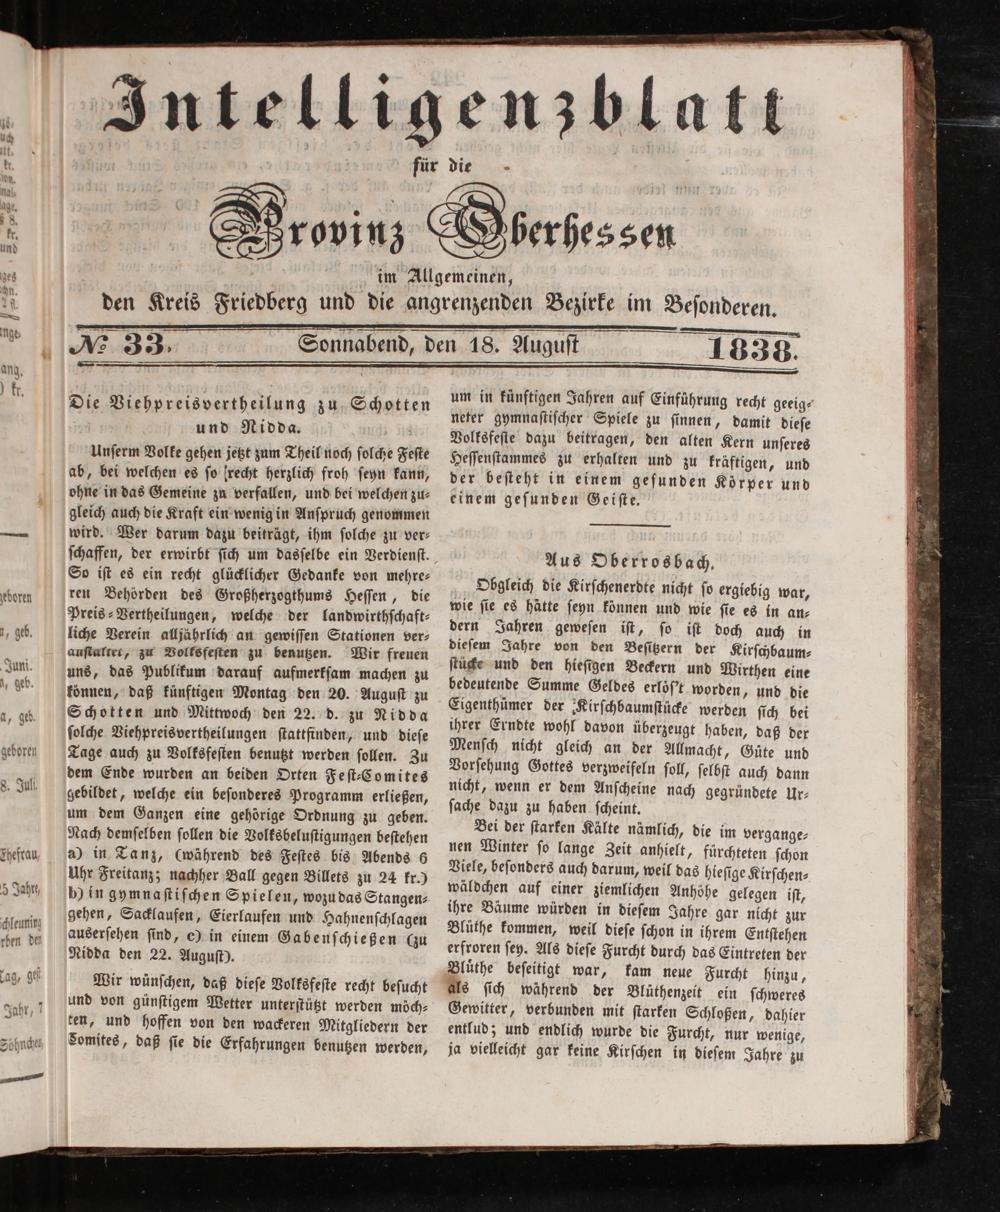 Intelligenzblatt
für die
Provinz Oberhessen
im Allgemeinen,
den Kreis Friedberg und die angrenzenden Bezirke im Besonderen.
№ 33.
Sonnabend, den 18. August
1838.
Die Viehpreisvertheilung zu Schotten
und Nidda.
Unserm Volke gehen jetzt zum Theil noch solche Feste
ab, bei welchen es so recht herzlich froh seyn kann,
ohne in das Gemeine zu verfallen, und bei welchen zu-
gleich auch die Kraft ein wenig in Anspruch genommen
wird. Wer darum dazu beiträgt, ihm solche zu ver-
schaffen, der erwirbt sich um dasselbe ein Verdienst.
So ist es ein recht glücklicher Gedanke von mehre-
ren Behörden des Großherzogthums Hessen, die
Preis-Vertheilungen, welche der landwirthschaft-
liche Verein alljährlich an gewissen Stationen ver-
anstaltet, zu Volksfesten zu benutzen. Wir freuen
uns, das Publikum darauf aufmerksam machen zu
können, daß künftigen Montag den 20. August zu
Schotten und Mittwoch den 22. d. zu Nidda
solche Viehpreisvertheilungen stattfinden, und diese
Tage auch zu Volksfesten benutzt werden sollen. Zu
dem Ende wurden an beiden Orten Fest-Comites
gebildet, welche ein besonderes Programm erließen,
um dem Ganzen eine gehörige Ordnung zu geben.
Nach demselben sollen die Volksbelustigungen bestehen
a) in Tanz, (während des Festes bis Abends 6
Uhr Freitanz; nachher Ball gegen Billets zu 24 kr.)
b) in gymnastischen Spielen, wozu das Stangen-
gehen, Sacklaufen, Eierlaufen und Hahnenschlagen
ausersehen sind, c) in einem Gabenschießen (zu
Nidda den 22. August).
Wir wünschen, daß diese Volksfeste recht besucht
und von günstigem Wetter unterstützt werden möch-
ten, und hoffen von den wackeren Mitgliedern der
Comites, daß sie die Erfahrungen benutzen werden,
um in künftigen Jahren auf Einführung recht geeig-
neter gymnastischer Spiele zu sinnen, damit diese
Volksfeste dazu beitragen, den alten Kern unseres
Hessenstammes zu erhalten und zu kräftigen, und
der besteht in einem gesunden Körper und
einem gesunden Geiste.
Aus Oberrosbach.
Obgleich die Kirschenerdte nicht so ergiebig war,
wie sie es hätte seyn können und wie sie es in an-
dern Jahren gewesen ist, so ist doch auch in
diesem Jahre von den Besitzern der Kirschbaum-
stücke und den hiesigen Beckern und Wirthen eine
bedeutende Summe Geldes erlös't worden, und die
Eigenthümer der Kirschbaumstücke werden sich bei
ihrer Erndte wohl davon überzeugt haben, daß der
Mensch nicht gleich an der Allmacht, Güte und
Vorsehung Gottes verzweifeln soll, selbst auch dann
nicht, wenn er dem Anscheine nach gegründete Ur-
sache dazu zu haben scheint.
Bei der starken Kälte nämlich, die im vergange-
nen Winter so lange Zeit anhielt, fürchteten schon
Viele, besonders auch darum, weil das hiesige Kirschen-
wäldchen auf einer ziemlichen Anhöhe gelegen ist,
ihre Bäume würden in diesem Jahre gar nicht zur
Blüthe kommen, weil diese schon in ihrem Entstehen
erfroren sey. Als diese Furcht durch das Eintreten der
Blüthe beseitigt war, kam neue Furcht hinzu,
als sich während der Blüthenzeit ein schweres
Gewitter, verbunden mit starken Schloßen, dahier
entlud; und endlich wurde die Furcht, nur wenige,
ja vielleicht gar keine Kirschen in diesem Jahre zu